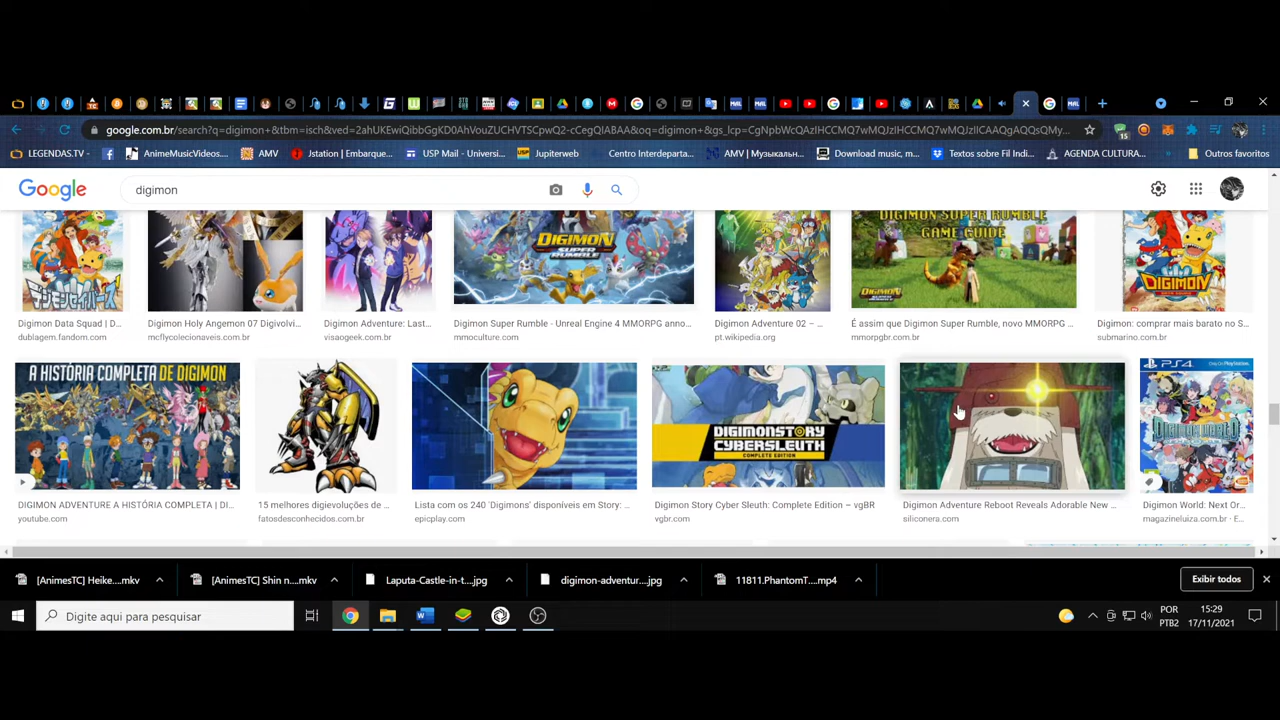 google.com.br/search?q=digimon+&tbm=isch&ved=2ahUKEwiQibbGgKD0AhVouZUCHVTSCpwQ2-cCegQIABAA&oq=digimon+&gs_lcp=CgNpbWcQAzIHCCMQ7wMQJzIHCCMQ7wMQJzIICAAQgAQQsQMy...
LEGENDAS.TV -
AnimeMusicVideos....
AMV
Jstation | Embarque...
USP Mail - Universi...
Jupiterweb
Centro Interdeparta...
AMV | Музыкальн...
Download music, m...
Textos sobre Fil Indi...
AGENDA CULTURA...
»
Outros favoritos
Google
digimon
DIGIMON SUPER RUMBLE
GAME GUIDE
DIGIMON
SUPER RUMBLE
DIGIMON
Digimon Data Squad | D...
Digimon Holy Angemon 07 Digivolvi...
Digimon Adventure: Last...
Digimon Super Rumble - Unreal Engine 4 MMORPG anno...
Digimon Adventure 02 – ...
É assim que Digimon Super Rumble, novo MMORPG ...
Digimon: comprar mais barato no S...
dublagem.fandom.com
mcflycolecionaveis.com.br
visaogeek.com.br
mmoculture.com
pt.wikipedia.org
mmorpgbr.com.br
submarino.com.br
A HISTÓRIA COMPLETA DE DIGIMON
DIGIMONSTORY
CYBERSLEUTH
COMPLETE EDITION
PS4
DIGIMON ADVENTURE A HISTÓRIA COMPLETA | DI...
15 melhores digievoluções de ...
Lista com os 240 'Digimons' disponíveis em Story: ...
Digimon Story Cyber Sleuth: Complete Edition – vgBR
Digimon Adventure Reboot Reveals Adorable New ...
Digimon World: Next Or...
youtube.com
fatosdesconhecidos.com.br
epicplay.com
vgbr.com
siliconera.com
magazineluiza.com.br · E...
[AnimesTC] Heike....mkv
[AnimesTC] Shin n....mkv
Laputa-Castle-in-t....jpg
digimon-adventur....jpg
11811.PhantomT....mp4
Exibir todos
Digite aqui para pesquisar
POR
PTB2
15:29
17/11/2021